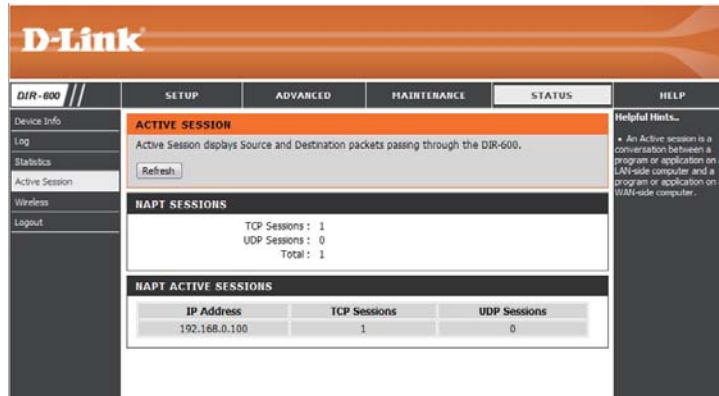 D-Link
DIR-600
SETUP
ADVANCED
MAINTENANCE
STATUS
HELP
Device Info
Log
Statistics
Active Session
Wireless
Logout
ACTIVE SESSION
Active Session displays Source and Destination packets passing through the DIR-600.
Refresh
NAPT SESSIONS
TCP Sessions : 1
UDP Sessions : 0
Total : 1
NAPT ACTIVE SESSIONS
IP Address TCP Sessions UDP Sessions
192.168.0.100 1 0
Helpful Hints..
• An Active session is a
conversation between a
program or application on a
LAN-side computer and a
program or application on a
WAN-side computer.